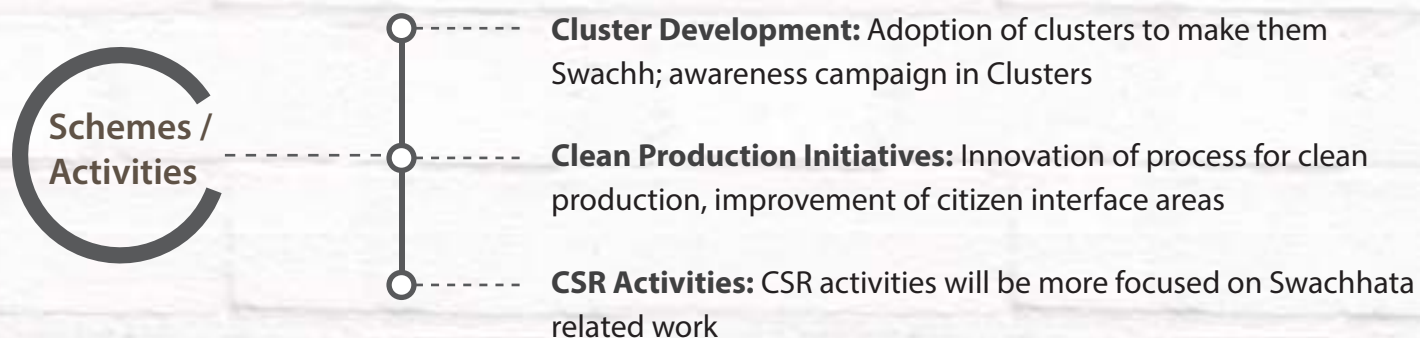 Schemes /
Activities
Cluster Development: Adoption of clusters to make them
Swachh; awareness campaign in Clusters
Clean Production Initiatives: Innovation of process for clean
production, improvement of citizen interface areas
CSR Activities: CSR activities will be more focused on Swachhata
related work